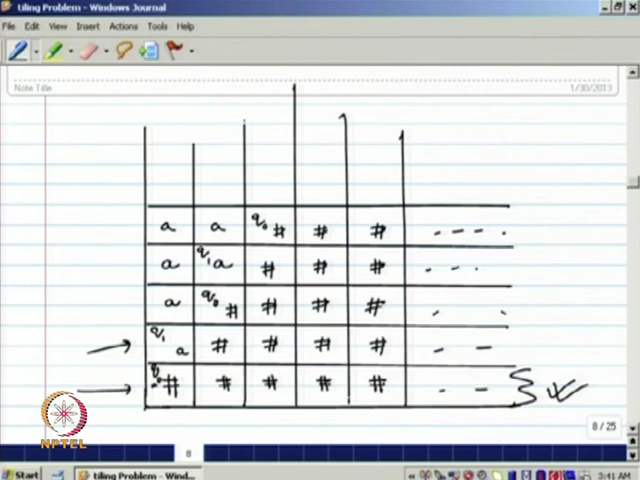 tiling Problem - Windows Journal
File Edit View Insert Actions Tools Help
Note Title
1/30/2013
a a q₀ # # # - - - -
a q₁ a # # # - - -
a q₀ # # # # . .
q₁ a # # # # - -
q₀ # # # # # - -
8 / 25
NPTEL
8
Start
tiling Problem - Wind...
3:41 AM